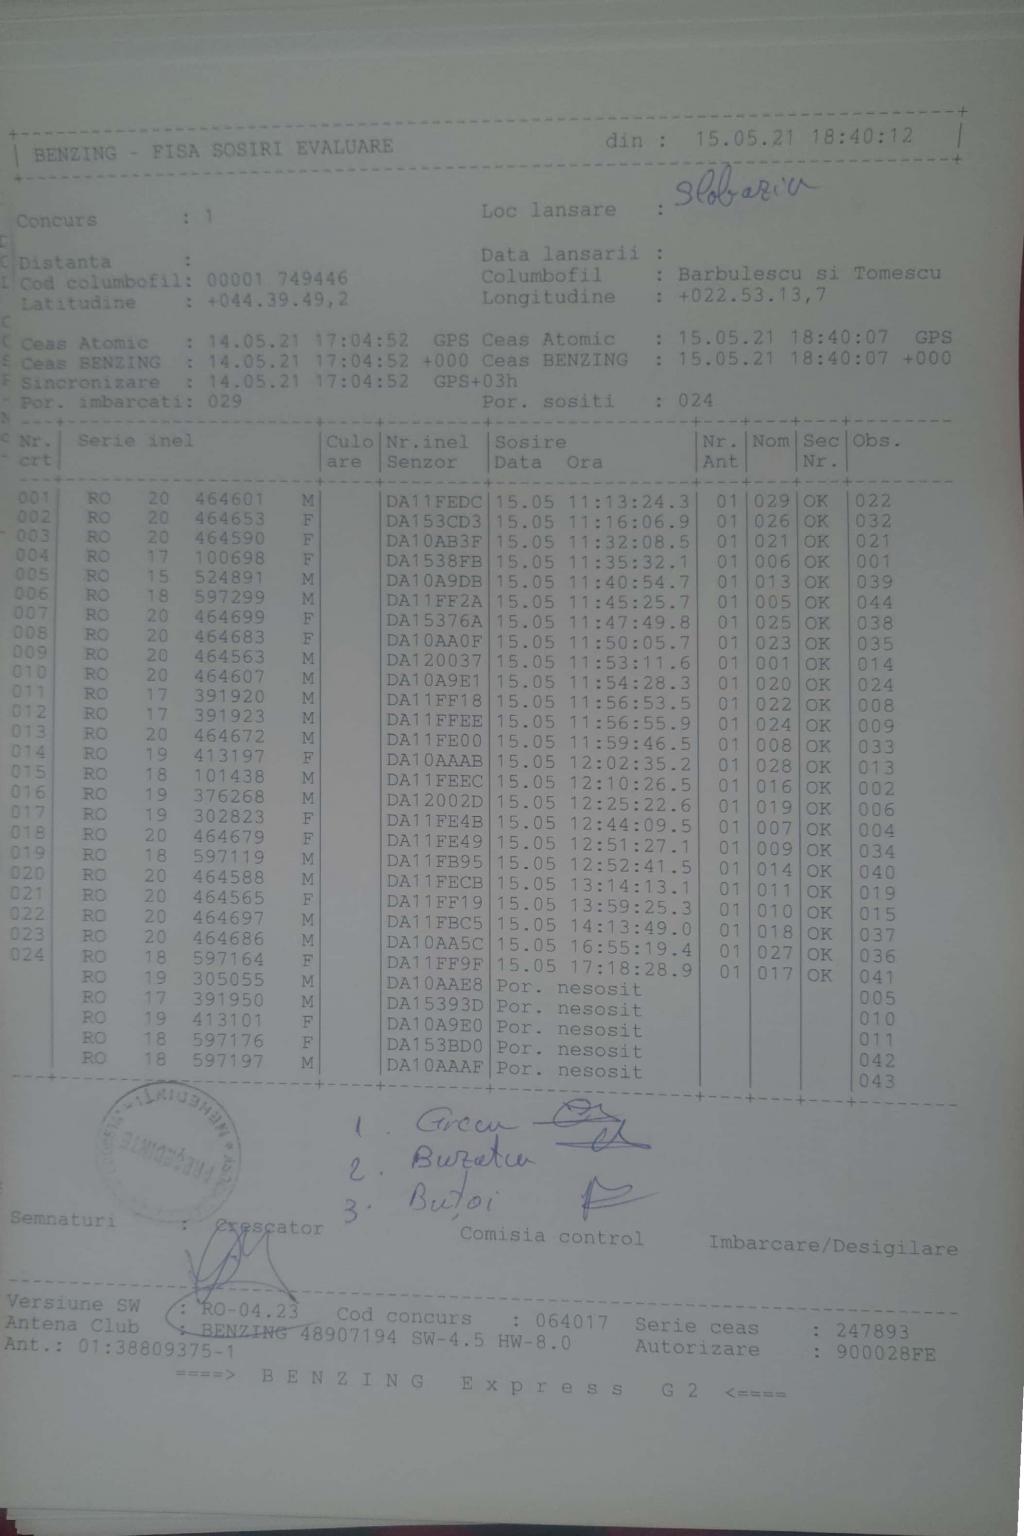 BENZING - FISA SOSIRI EVALUARE din : 15.05.21 18:40:12
Concurs : 1 Loc lansare : Slobozia
Distanta : Data lansarii :
Cod columbofil: 00001 749446 Columbofil : Barbulescu si Tomescu
Latitudine : +044.39.49,2 Longitudine : +022.53.13,7
Ceas Atomic : 14.05.21 17:04:52 GPS Ceas Atomic : 15.05.21 18:40:07 GPS
Ceas BENZING : 14.05.21 17:04:52 +000 Ceas BENZING : 15.05.21 18:40:07 +000
Sincronizare : 14.05.21 17:04:52 GPS+03h
Por. imbarcati: 029 Por. sositi : 024
Nr. Serie inel Culo Nr.inel Sosire Nr. Nom Sec Obs.
crt are Senzor Data Ora Ant Nr.
001 RO 20 464601 M DA11FEDC 15.05 11:13:24.3 01 029 OK 022
002 RO 20 464653 F DA153CD3 15.05 11:16:06.9 01 026 OK 032
003 RO 20 464590 F DA10AB3F 15.05 11:32:08.5 01 021 OK 021
004 RO 17 100698 F DA1538FB 15.05 11:35:32.1 01 006 OK 001
005 RO 15 524891 M DA10A9DB 15.05 11:40:54.7 01 013 OK 039
006 RO 18 597299 M DA11FF2A 15.05 11:45:25.7 01 005 OK 044
007 RO 20 464699 F DA15376A 15.05 11:47:49.8 01 025 OK 038
008 RO 20 464683 F DA10AA0F 15.05 11:50:05.7 01 023 OK 035
009 RO 20 464563 M DA120037 15.05 11:53:11.6 01 001 OK 014
010 RO 20 464607 M DA10A9E1 15.05 11:54:28.3 01 020 OK 024
011 RO 17 391920 M DA11FF18 15.05 11:56:53.5 01 022 OK 008
012 RO 17 391923 M DA11FFEE 15.05 11:56:55.9 01 024 OK 009
013 RO 20 464672 M DA11FE00 15.05 11:59:46.5 01 008 OK 033
014 RO 19 413197 F DA10AAAB 15.05 12:02:35.2 01 028 OK 013
015 RO 18 101438 M DA11FEEC 15.05 12:10:26.5 01 016 OK 002
016 RO 19 376268 M DA12002D 15.05 12:25:22.6 01 019 OK 006
017 RO 19 302823 F DA11FE4B 15.05 12:44:09.5 01 007 OK 004
018 RO 20 464679 F DA11FE49 15.05 12:51:27.1 01 009 OK 034
019 RO 18 597119 M DA11FB95 15.05 12:52:41.5 01 014 OK 040
020 RO 20 464588 M DA11FECB 15.05 13:14:13.1 01 011 OK 019
021 RO 20 464565 F DA11FF19 15.05 13:59:25.3 01 010 OK 015
022 RO 20 464697 M DA11FBC5 15.05 14:13:49.0 01 018 OK 037
023 RO 20 464686 M DA10AA5C 15.05 16:55:19.4 01 027 OK 036
024 RO 18 597164 F DA11FF9F 15.05 17:18:28.9 01 017 OK 041
RO 19 305055 M DA10AAE8 Por. nesosit 005
RO 17 391950 M DA15393D Por. nesosit 010
RO 19 413101 F DA10A9E0 Por. nesosit 011
RO 18 597176 F DA153BD0 Por. nesosit 042
RO 18 597197 M DA10AAAF Por. nesosit 043
MEHEDINTI
PREȘEDINTE
1. Grecu
2. Buzatu
3. Buțoi
Semnaturi : Crescator Comisia control Imbarcare/Desigilare
Versiune SW : RO-04.23 Cod concurs : 064017 Serie ceas : 247893
Antena Club : BENZING 48907194 SW-4.5 HW-8.0 Autorizare : 900028FE
Ant.: 01:38809375-1
====> B E N Z I N G E x p r e s s G 2 <====